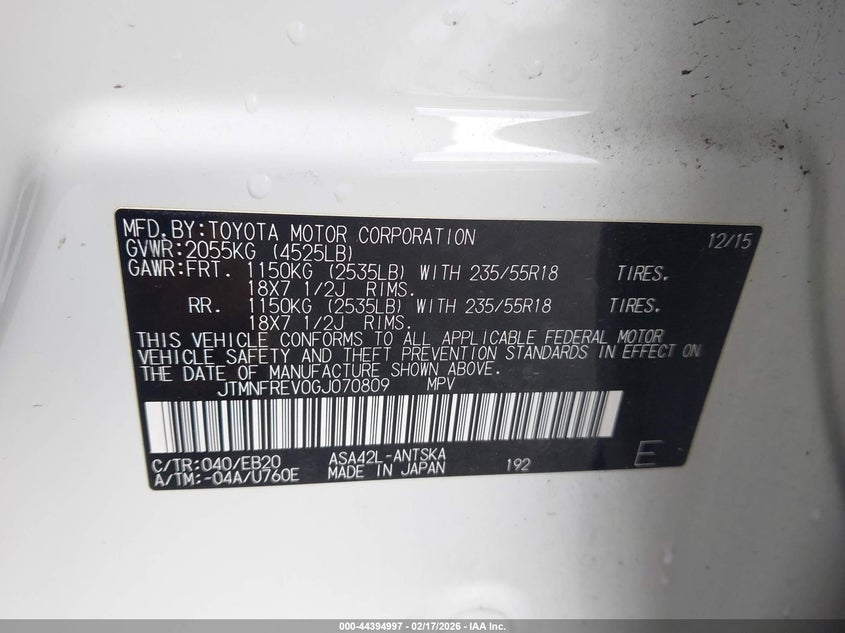 MFD.BY:TOYOTA MOTOR CORPORATION 12/15
GVWR:2055KG (4525LB)
GAWR:FRT. 1150KG (2535LB) WITH 235/55R18 TIRES.
18X7 1/2J RIMS.
RR. 1150KG (2535LB) WITH 235/55R18 TIRES.
18X7 1/2J RIMS.
THIS VEHICLE CONFORMS TO ALL APPLICABLE FEDERAL MOTOR
VEHICLE SAFETY AND THEFT PREVENTION STANDARDS IN EFFECT ON
THE DATE OF MANUFACTURE SHOWN ABOVE.
JTMNFREV0GJ070809 MPV
C/TR:040/EB20 ASA42L-ANTSKA
A/TM:-04A/U760E MADE IN JAPAN 192 E
000-44394997 - 02/17/2026 - IAA Inc.